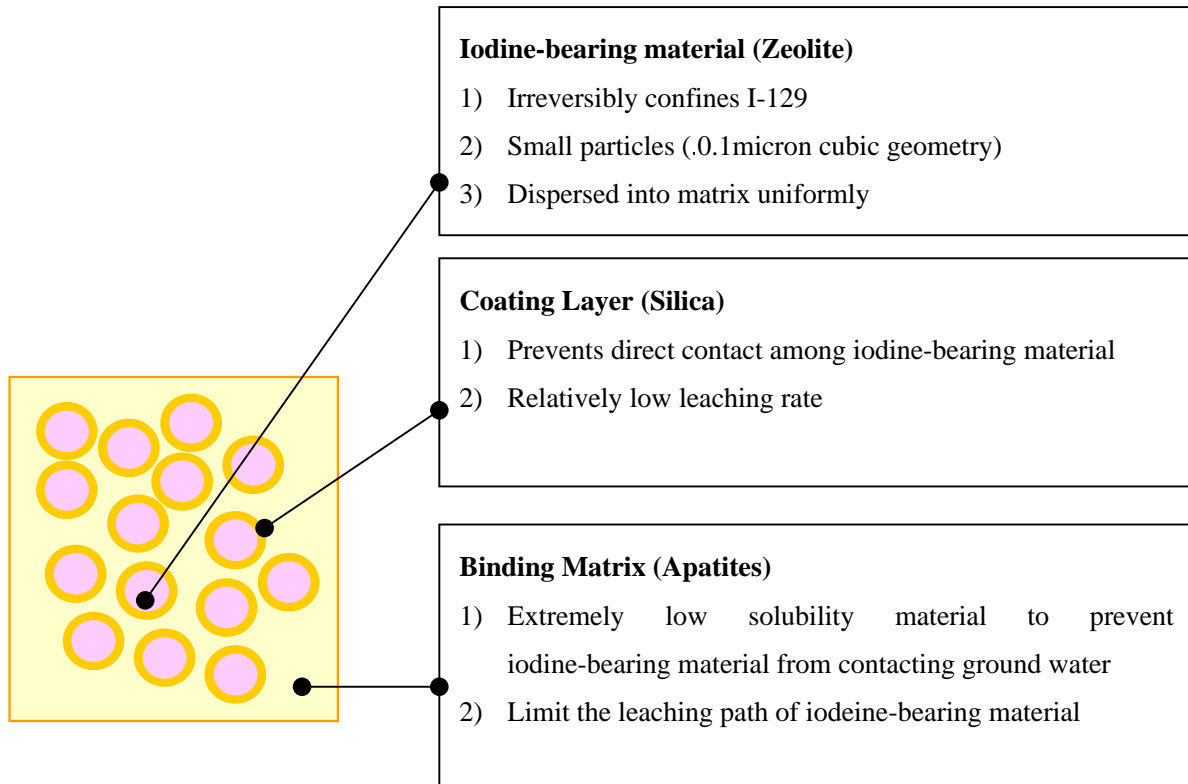 Iodine-bearing material (Zeolite)
1) Irreversibly confines I-129
2) Small particles (.0.1micron cubic geometry)
3) Dispersed into matrix uniformly
Coating Layer (Silica)
1) Prevents direct contact among iodine-bearing material
2) Relatively low leaching rate
Binding Matrix (Apatites)
1) Extremely low solubility material to prevent
iodine-bearing material from contacting ground water
2) Limit the leaching path of iodeine-bearing material